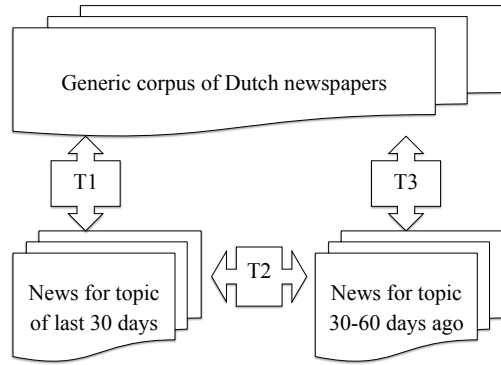 Generic corpus of Dutch newspapers
T1
T3
News for topic
of last 30 days
T2
News for topic
30-60 days ago